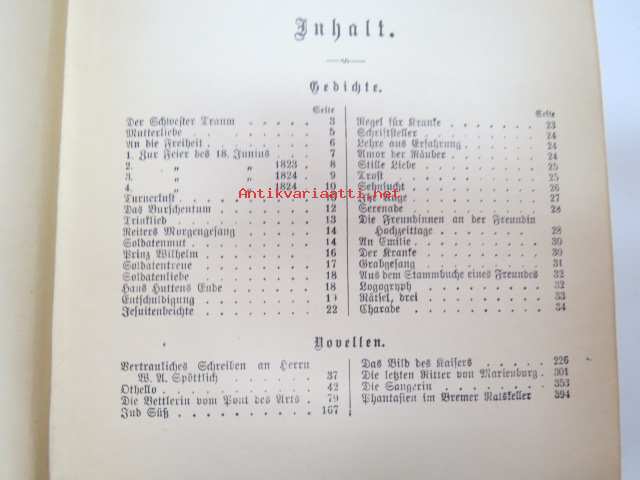 Inhalt.
Gedichte.
Seite
Der Schwester Traum . . . . . 3
Mutterliebe . . . . . . . 5
An die Freiheit . . . . . . 6
1. Zur Feier des 18. Junius . . . . 7
2. „ „ 1823 . . 8
3. „ „ 1824 . . 9
4. „ „ 1824 . . 10
Turnerlust . . . . . . . 10
Das Burschentum . . . . . . 12
Trinklied . . . . . . . 13
Reiters Morgengesang . . . . . 14
Soldatenmut . . . . . . . 14
Prinz Wilhelm . . . . . . 16
Soldatentreue . . . . . . 17
Soldatenliebe . . . . . . 18
Hans Huttens Ende . . . . . 18
Entschuldigung . . . . . . 19
Jesuitenbeichte . . . . . . 22
Seite
Regel für Kranke . . . . . . 23
Schriftsteller . . . . . . . 24
Lehre aus Erfahrung . . . . . 24
Amor der Räuber . . . . . . 24
Stille Liebe . . . . . . . 25
Trost . . . . . . . . 25
Sehnsucht . . . . . . . 26
Ihr Auge . . . . . . . 27
Serenade . . . . . . . 28
Die Freundinnen an der Freundin
Hochzeittage . . . . . . 28
An Emilie . . . . . . . 30
Der Kranke . . . . . . . 30
Grabgesang . . . . . . . 31
Aus dem Stammbuche eines Freundes 32
Logogryph . . . . . . . 32
Rätsel, drei . . . . . . . 33
Charade . . . . . . . 34
Antikvariaatti.net
Novellen.
Vertrauliches Schreiben an Herrn
W. A. Spöttlich . . . . . 37
Othello . . . . . . . . 42
Die Bettlerin vom Pont des Arts . . 79
Jud Süß . . . . . . . . 167
Das Bild des Kaisers . . . . . 226
Die letzten Ritter von Marienburg . 301
Die Sängerin . . . . . . 353
Phantasien im Bremer Ratskeller 394